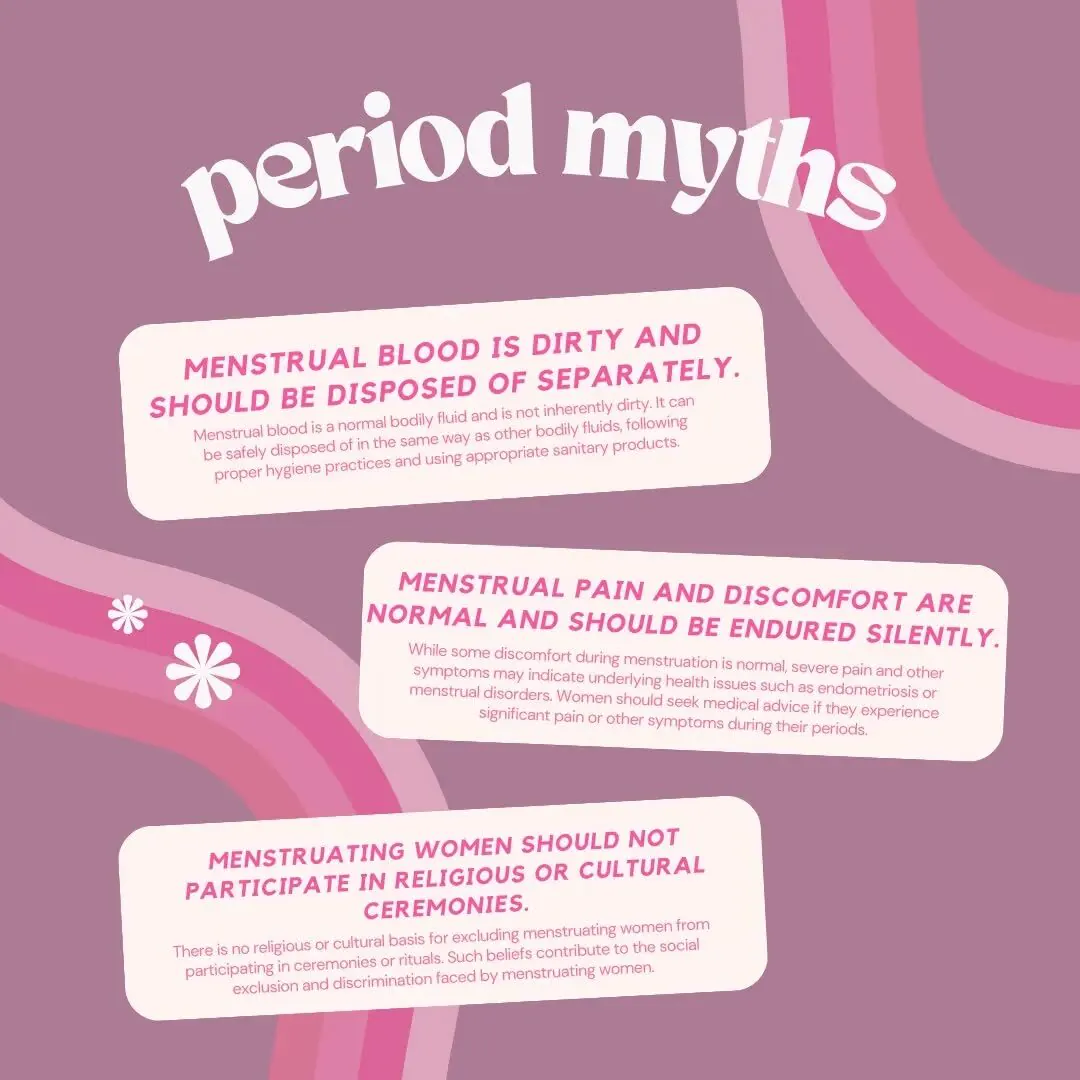 period myths
MENSTRUAL BLOOD IS DIRTY AND
SHOULD BE DISPOSED OF SEPARATELY.
Menstrual blood is a normal bodily fluid and is not inherently dirty. It can
be safely disposed of in the same way as other bodily fluids, following
proper hygiene practices and using appropriate sanitary products.
MENSTRUAL PAIN AND DISCOMFORT ARE
NORMAL AND SHOULD BE ENDURED SILENTLY.
While some discomfort during menstruation is normal, severe pain and other
symptoms may indicate underlying health issues such as endometriosis or
menstrual disorders. Women should seek medical advice if they experience
significant pain or other symptoms during their periods.
MENSTRUATING WOMEN SHOULD NOT
PARTICIPATE IN RELIGIOUS OR CULTURAL
CEREMONIES.
There is no religious or cultural basis for excluding menstruating women from
participating in ceremonies or rituals. Such beliefs contribute to the social
exclusion and discrimination faced by menstruating women.